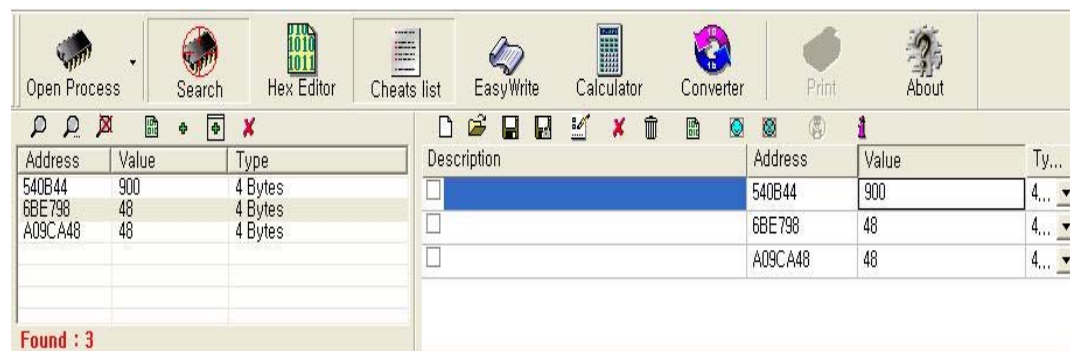 Open Process Search Hex Editor Cheats list EasyWrite Calculator Converter Print About
Address Value Type
540B44 900 4 Bytes
6BE798 48 4 Bytes
A09CA48 48 4 Bytes
Found : 3
Description Address Value Ty...
540B44 900 4...
6BE798 48 4...
A09CA48 48 4...